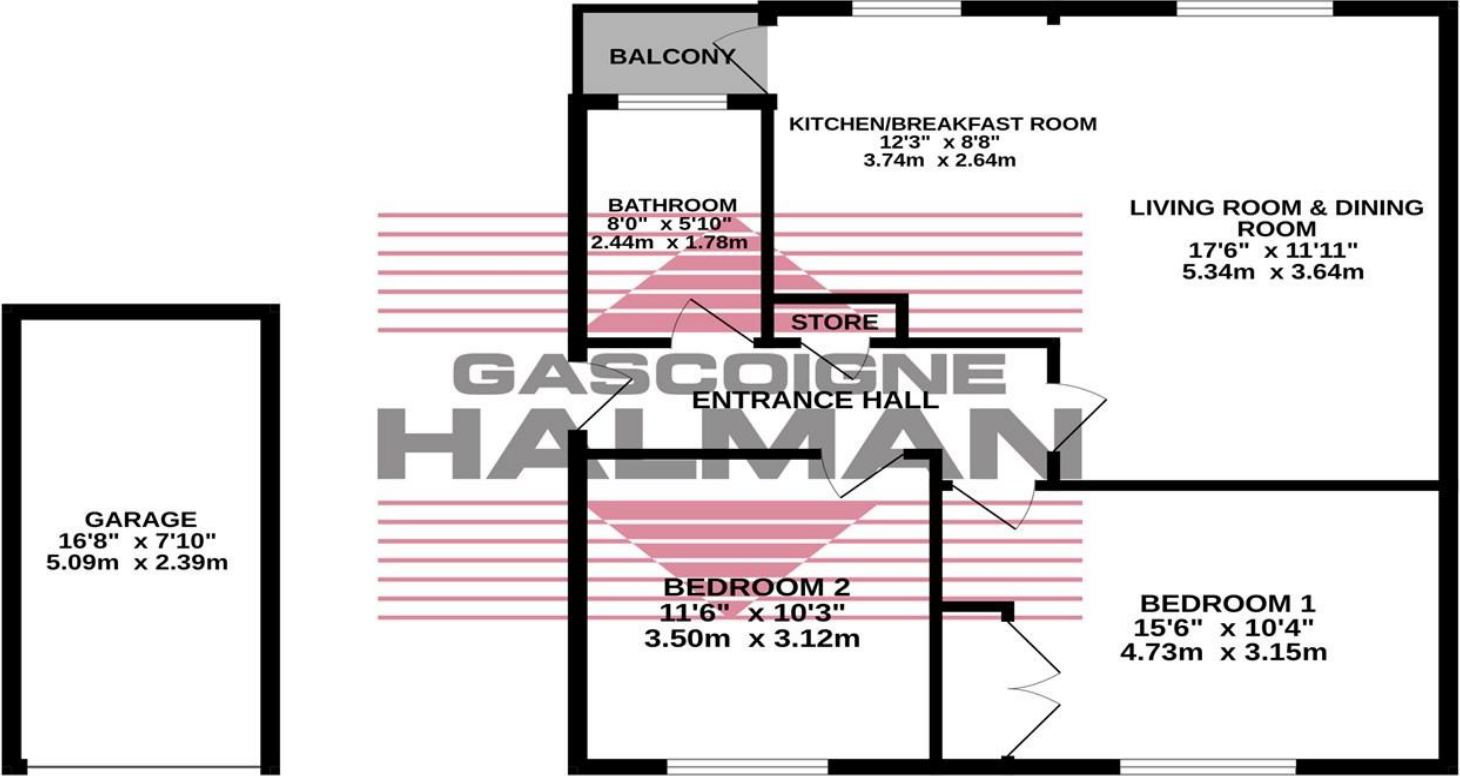 BALCONY
KITCHEN/BREAKFAST ROOM
12'3" x 8'8"
3.74m x 2.64m
BATHROOM
8'0" x 5'10"
2.44m x 1.78m
LIVING ROOM & DINING
ROOM
17'6" x 11'11"
5.34m x 3.64m
STORE
GASCOIGNE
HALMAN
ENTRANCE HALL
GARAGE
16'8" x 7'10"
5.09m x 2.39m
BEDROOM 2
11'6" x 10'3"
3.50m x 3.12m
BEDROOM 1
15'6" x 10'4"
4.73m x 3.15m